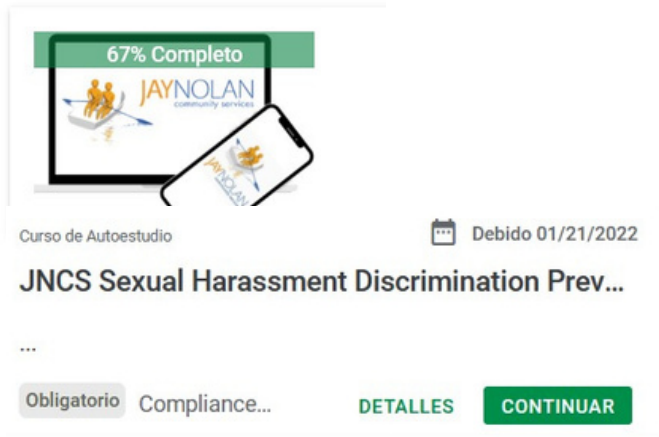 67% Completo
JAYNOLAN
community services
JAYNOLAN
Curso de Autoestudio
Debido 01/21/2022
JNCS Sexual Harassment Discrimination Prev...
...
Obligatorio
Compliance...
DETALLES
CONTINUAR